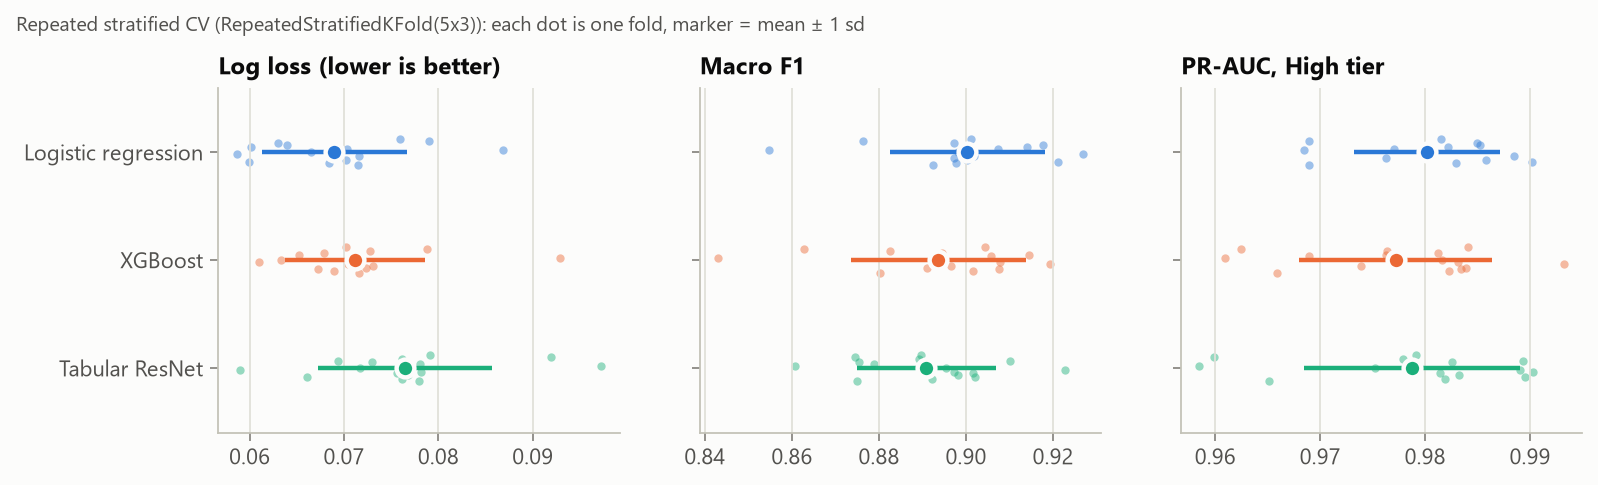 Repeated stratified CV (RepeatedStratifiedKFold(5x3)): each dot is one fold, marker = mean ± 1 sd
Log loss (lower is better)
Macro F1
PR-AUC, High tier
Logistic regression
XGBoost
Tabular ResNet
0.06 0.07 0.08 0.09
0.84 0.86 0.88 0.90 0.92
0.96 0.97 0.98 0.99